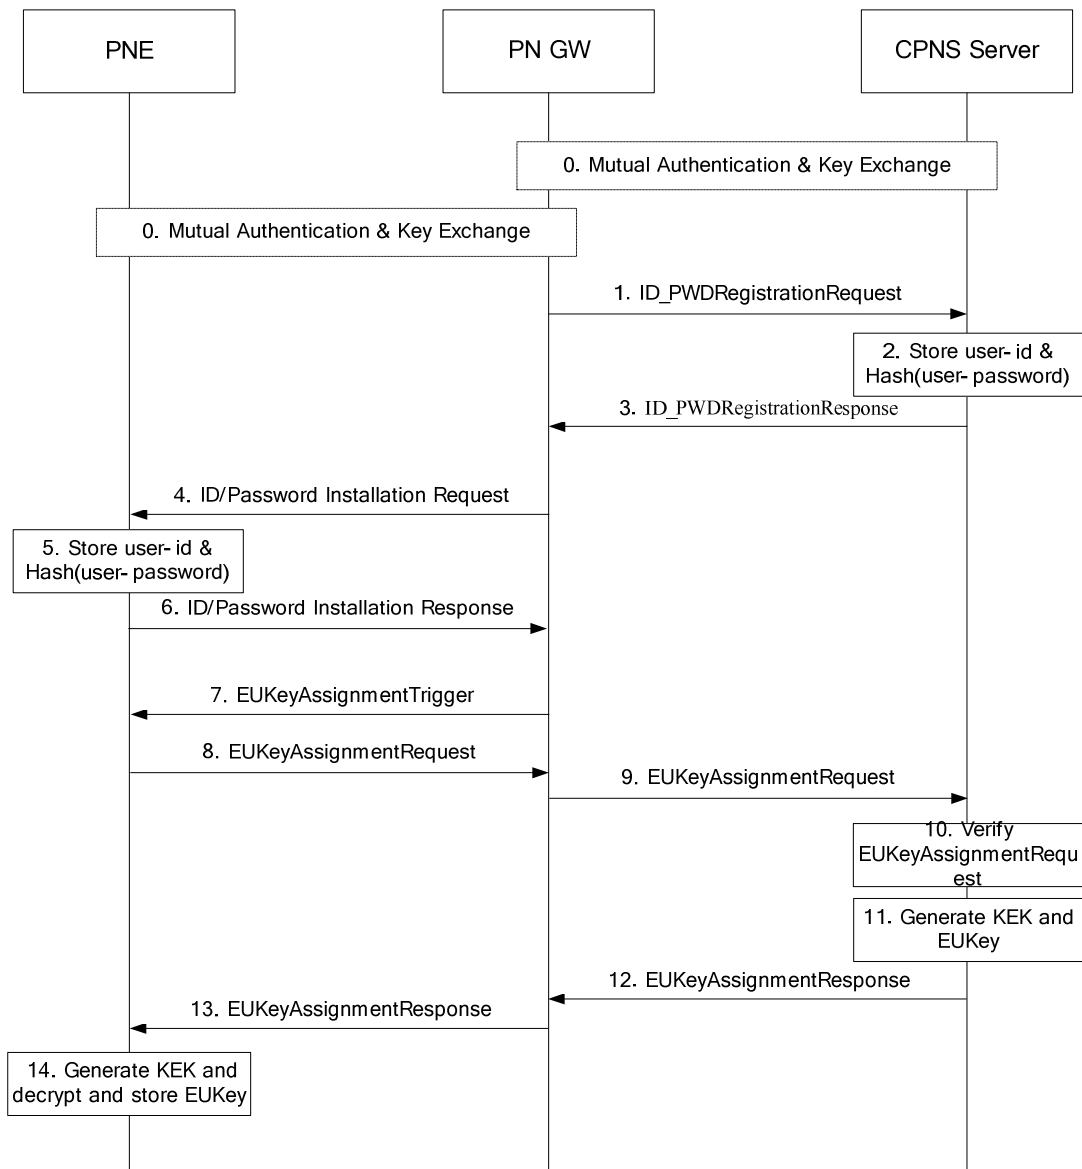 PNE
PN GW
CPNS Server
0. Mutual Authentication & Key Exchange
0. Mutual Authentication & Key Exchange
1. ID_PWDRegistrationRequest
2. Store user-id &
Hash(user-password)
3. ID_PWDRegistrationResponse
4. ID/Password Installation Request
5. Store user-id &
Hash(user-password)
6. ID/Password Installation Response
7. EUKeyAssignmentTrigger
8. EUKeyAssignmentRequest
9. EUKeyAssignmentRequest
10. Verify
EUKeyAssignmentRequ
est
11. Generate KEK and
EUKey
12. EUKeyAssignmentResponse
13. EUKeyAssignmentResponse
14. Generate KEK and
decrypt and store EUKey